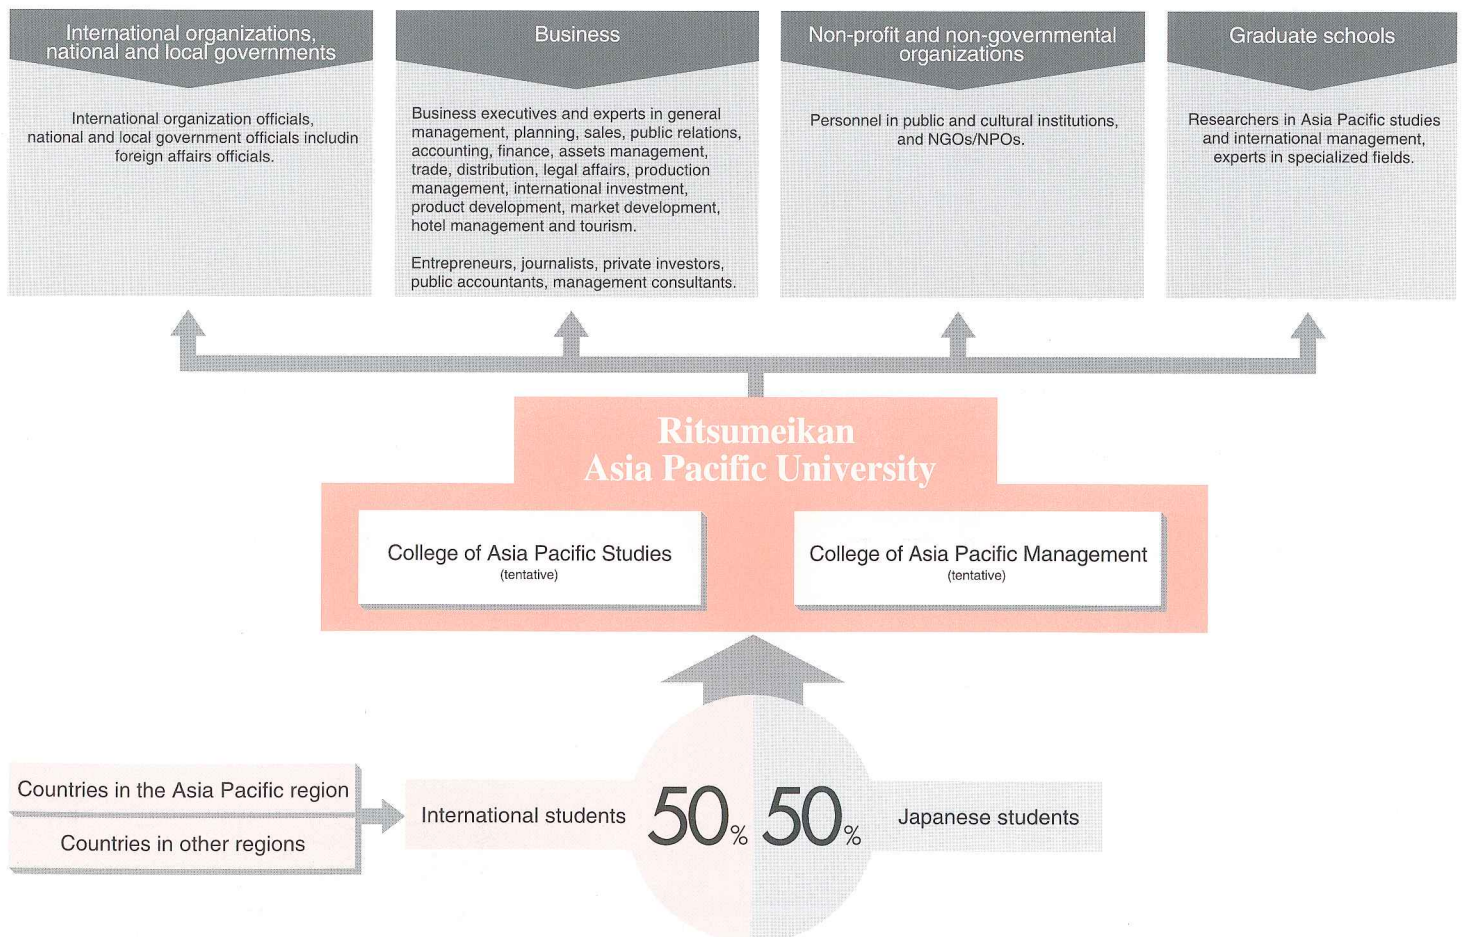 International organizations,
national and local governments
International organization officials,
national and local government officials includin
foreign affairs officials.
Business
Business executives and experts in general
management, planning, sales, public relations,
accounting, finance, assets management,
trade, distribution, legal affairs, production
management, international investment,
product development, market development,
hotel management and tourism.
Entrepreneurs, journalists, private investors,
public accountants, management consultants.
Non-profit and non-governmental
organizations
Personnel in public and cultural institutions,
and NGOs/NPOs.
Graduate schools
Researchers in Asia Pacific studies
and international management,
experts in specialized fields.
Ritsumeikan
Asia Pacific University
College of Asia Pacific Studies
(tentative)
College of Asia Pacific Management
(tentative)
Countries in the Asia Pacific region
Countries in other regions
International students
50%
50%
Japanese students